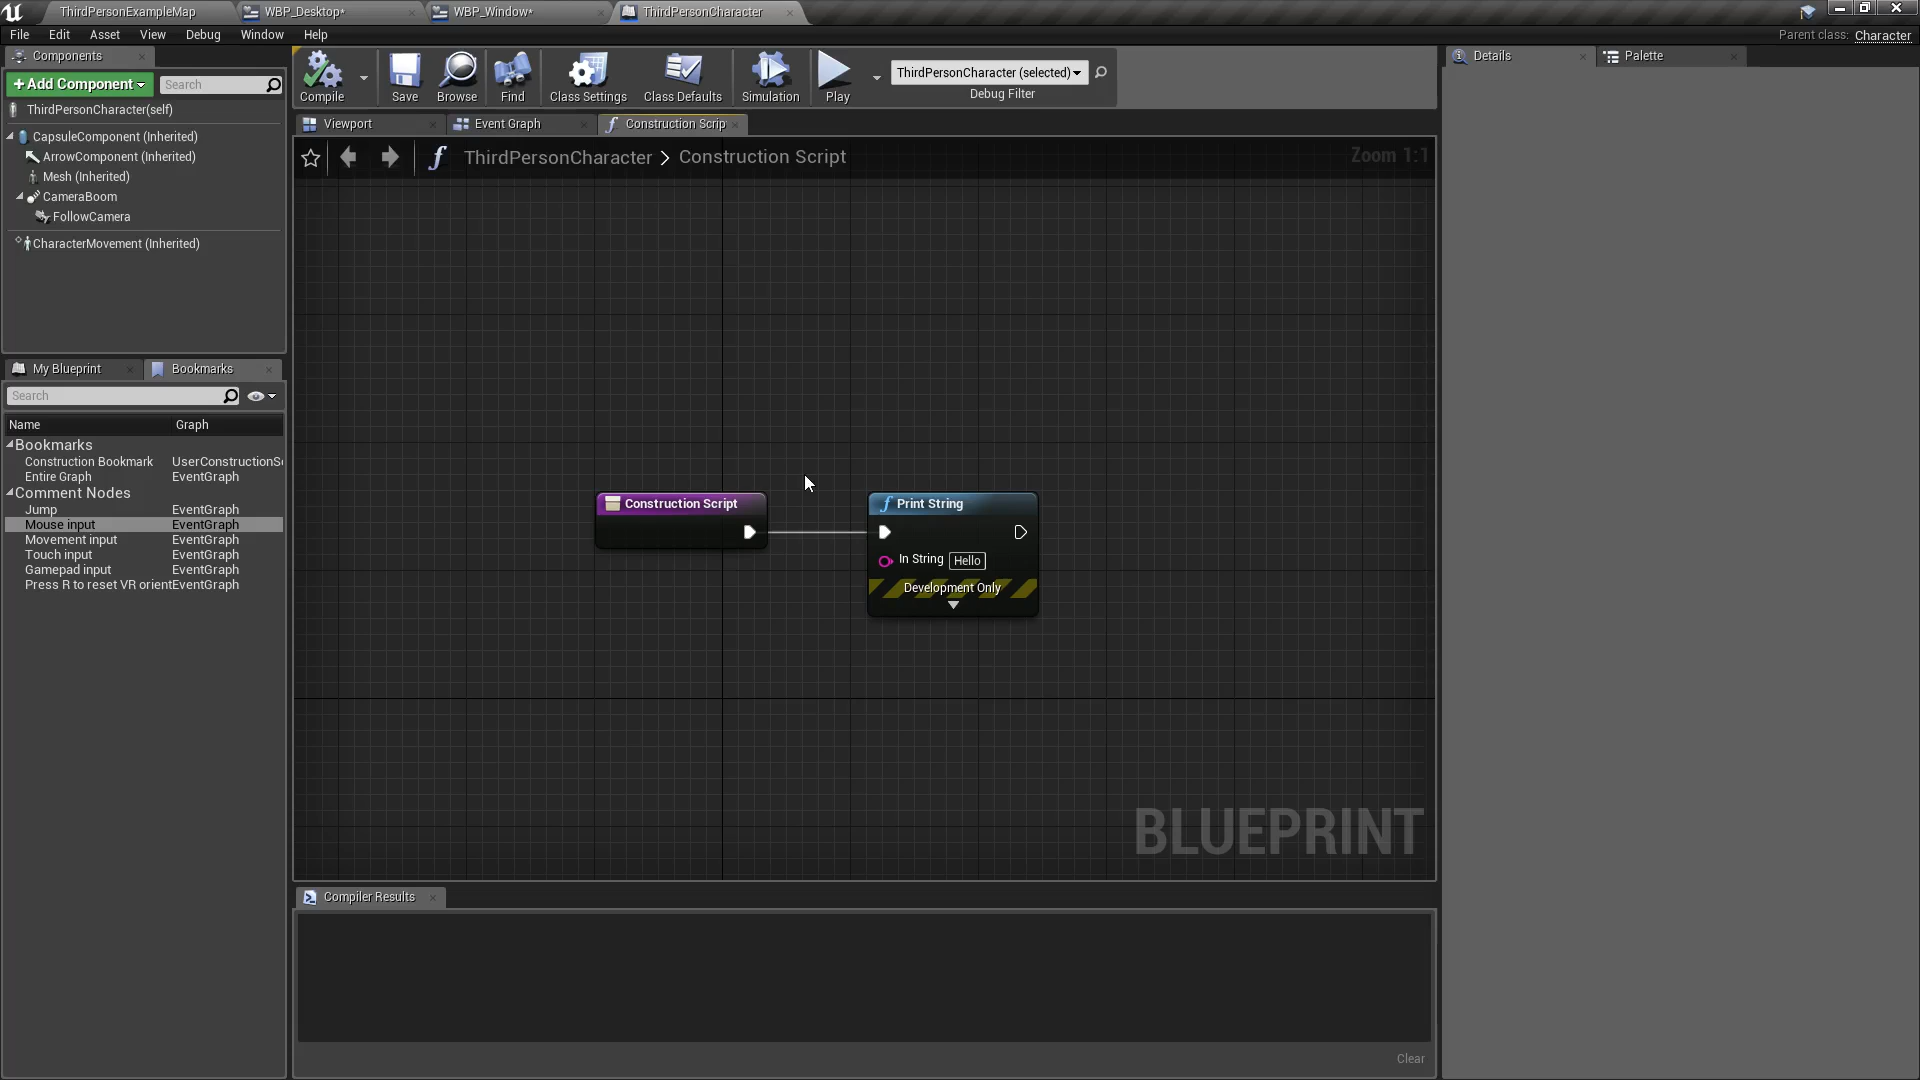 ThirdPersonExampleMap
WBP_Desktop*
WBP_Window*
ThirdPersonCharacter
File Edit Asset View Debug Window Help
Parent class: Character
Components
+Add Component
Search
ThirdPersonCharacter(self)
CapsuleComponent (Inherited)
ArrowComponent (Inherited)
Mesh (Inherited)
CameraBoom
FollowCamera
CharacterMovement (Inherited)
My Blueprint
Bookmarks
Search
Name Graph
Bookmarks
Construction Bookmark UserConstructionS
Entire Graph EventGraph
Comment Nodes
Jump EventGraph
Mouse input EventGraph
Movement input EventGraph
Touch input EventGraph
Gamepad input EventGraph
Press R to reset VR orient EventGraph
Compile
Save
Browse
Find
Class Settings
Class Defaults
Simulation
Play
ThirdPersonCharacter (selected)
Debug Filter
Viewport
Event Graph
Construction Scrip
ThirdPersonCharacter > Construction Script
Zoom 1:1
Construction Script
Print String
In String Hello
Development Only
BLUEPRINT
Compiler Results
Clear
Details
Palette